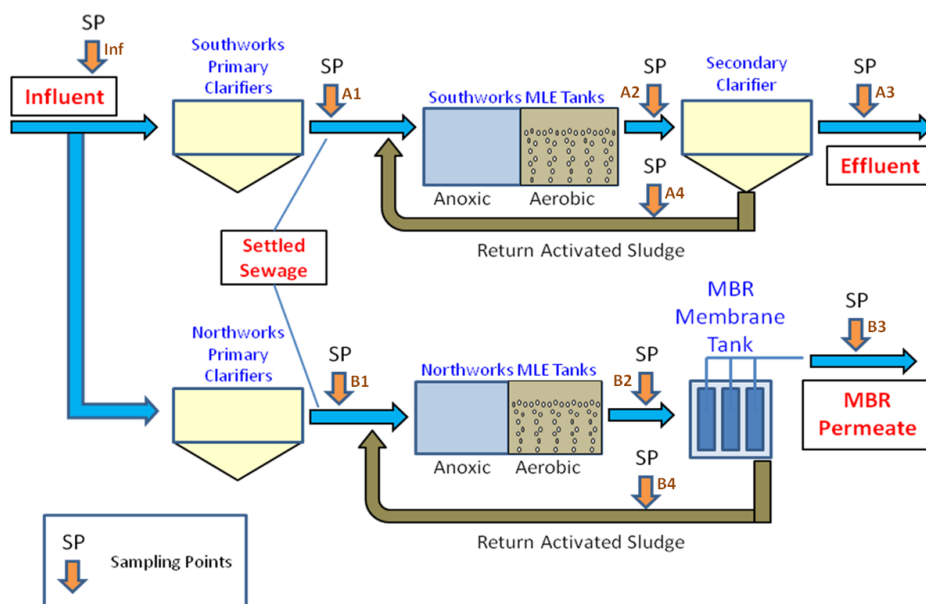 SP
Inf
Influent
Southworks
Primary
Clarifiers
SP
A1
Southworks MLE Tanks
Anoxic
Aerobic
SP
A2
Secondary
Clarifier
SP
A3
Effluent
SP
A4
Return Activated Sludge
Settled
Sewage
Northworks
Primary
Clarifiers
SP
B1
Northworks MLE Tanks
Anoxic
Aerobic
SP
B2
MBR
Membrane
Tank
SP
B3
MBR
Permeate
SP
B4
Return Activated Sludge
SP
Sampling Points